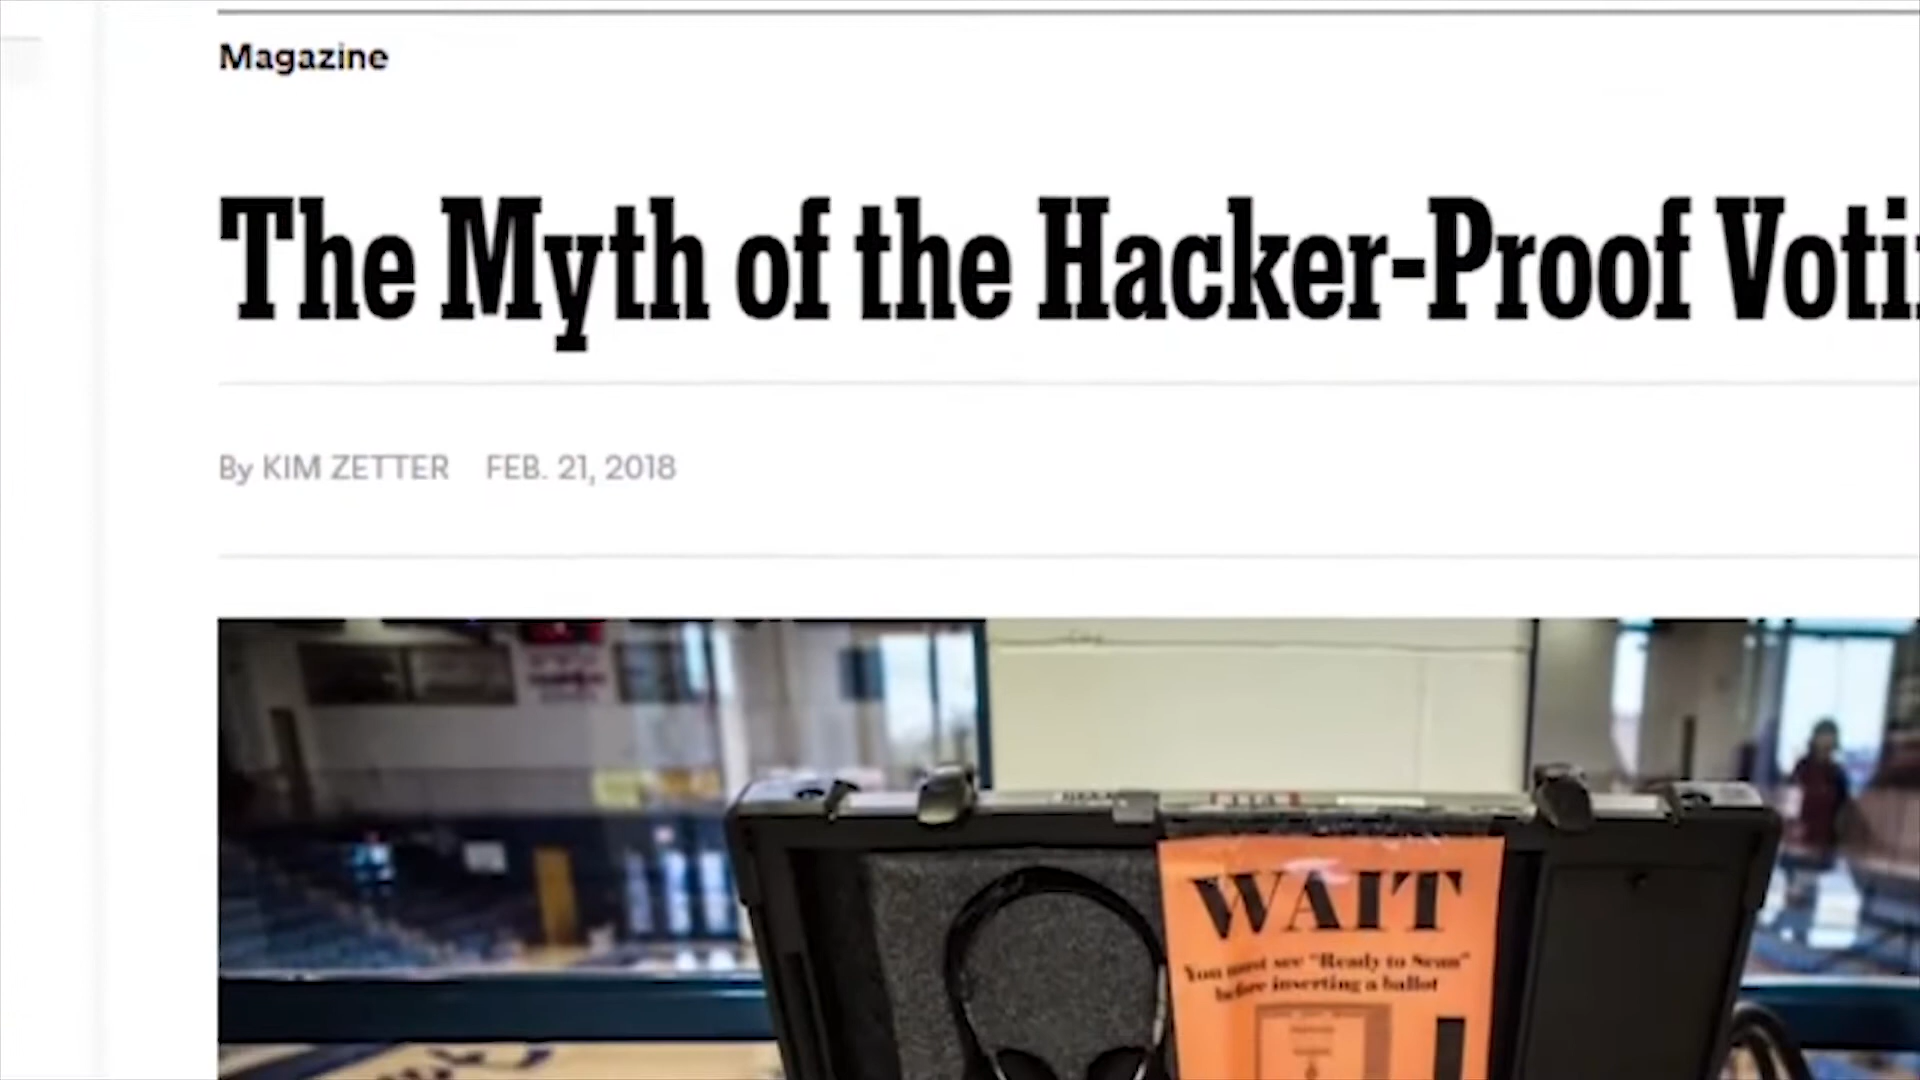 Magazine
The Myth of the Hacker-Proof Voti
By KIM ZETTER FEB. 21, 2018
WAIT
You must see "Ready to Scan"
before inserting a ballot